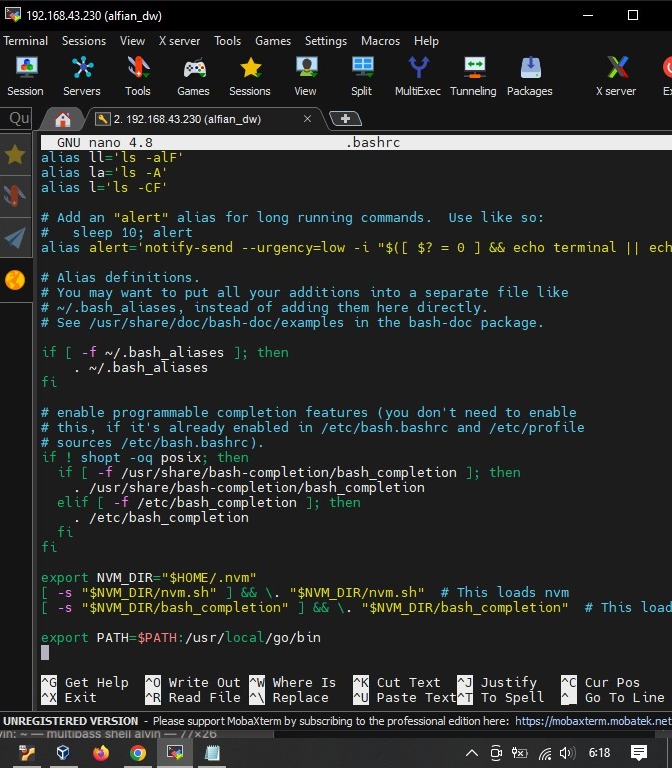 192.168.43.230 (alfian_dw)
Terminal Sessions View X server Tools Games Settings Macros Help
Session Servers Tools Games Sessions View Split MultiExec Tunneling Packages X server
Qu
2. 192.168.43.230 (alfian_dw)
GNU nano 4.8 .bashrc
alias ll='ls -alF'
alias la='ls -A'
alias l='ls -CF'
# Add an "alert" alias for long running commands.  Use like so:
#   sleep 10; alert
alias alert='notify-send --urgency=low -i "$([ $? = 0 ] && echo terminal || ech
# Alias definitions.
# You may want to put all your additions into a separate file like
# ~/.bash_aliases, instead of adding them here directly.
# See /usr/share/doc/bash-doc/examples in the bash-doc package.
if [ -f ~/.bash_aliases ]; then
    . ~/.bash_aliases
fi
# enable programmable completion features (you don't need to enable
# this, if it's already enabled in /etc/bash.bashrc and /etc/profile
# sources /etc/bash.bashrc).
if ! shopt -oq posix; then
  if [ -f /usr/share/bash-completion/bash_completion ]; then
    . /usr/share/bash-completion/bash_completion
  elif [ -f /etc/bash_completion ]; then
    . /etc/bash_completion
  fi
fi
export NVM_DIR="$HOME/.nvm"
[ -s "$NVM_DIR/nvm.sh" ] && \. "$NVM_DIR/nvm.sh"  # This loads nvm
[ -s "$NVM_DIR/bash_completion" ] && \. "$NVM_DIR/bash_completion"  # This load
export PATH=$PATH:/usr/local/go/bin
^G Get Help ^O Write Out ^W Where Is ^K Cut Text ^J Justify ^C Cur Pos
^X Exit ^R Read File ^\ Replace ^U Paste Text ^T To Spell ^_ Go To Line
UNREGISTERED VERSION - Please support MobaXterm by subscribing to the professional edition here: https://mobaxterm.mobatek.net
vin: ~ — multipass shell alvin — 77×26
6:18